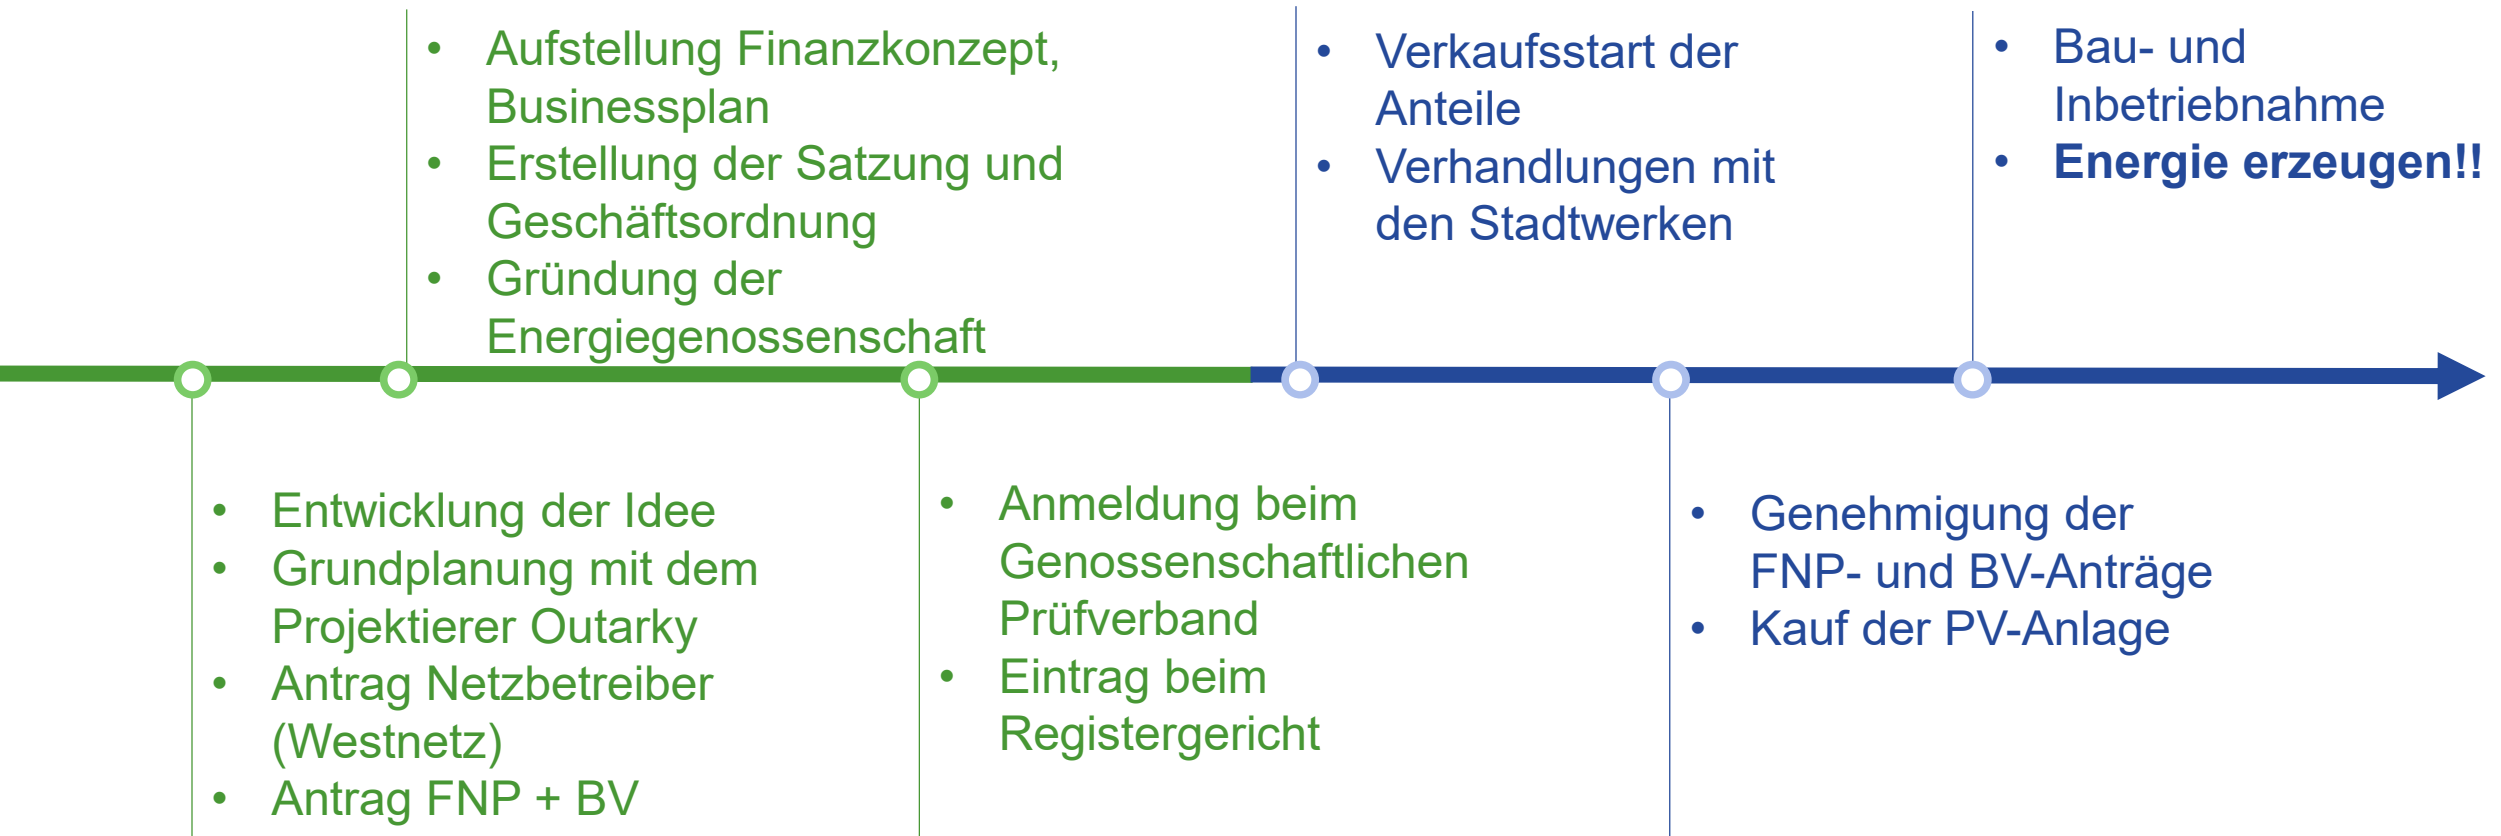 • Aufstellung Finanzkonzept,
Businessplan
• Erstellung der Satzung und
Geschäftsordnung
• Gründung der
Energiegenossenschaft
• Verkaufsstart der
Anteile
• Verhandlungen mit
den Stadtwerken
• Bau- und
Inbetriebnahme
• Energie erzeugen!!
• Entwicklung der Idee
• Grundplanung mit dem
Projektierer Outarky
• Antrag Netzbetreiber
(Westnetz)
• Antrag FNP + BV
• Anmeldung beim
Genossenschaftlichen
Prüfverband
• Eintrag beim
Registergericht
• Genehmigung der
FNP- und BV-Anträge
• Kauf der PV-Anlage